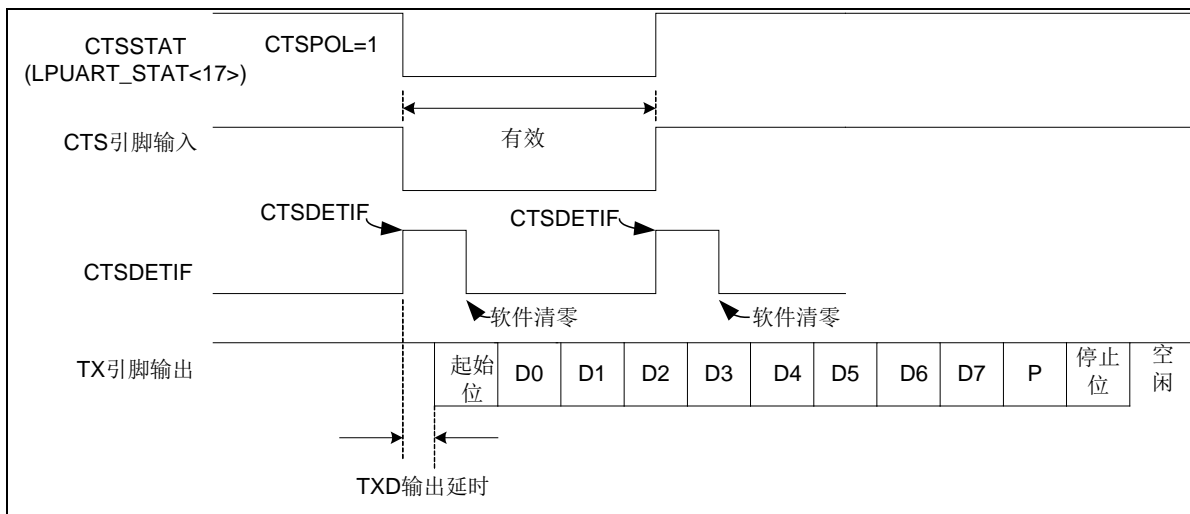 CTSSTAT
(LPUART_STAT<17>)
CTSPOL=1
CTS引脚输入
有效
CTSDETIF
CTSDETIF
CTSDETIF
软件清零
软件清零
TX引脚输出
起始
位
D0
D1
D2
D3
D4
D5
D6
D7
P
停止
位
空
闲
TXD输出延时